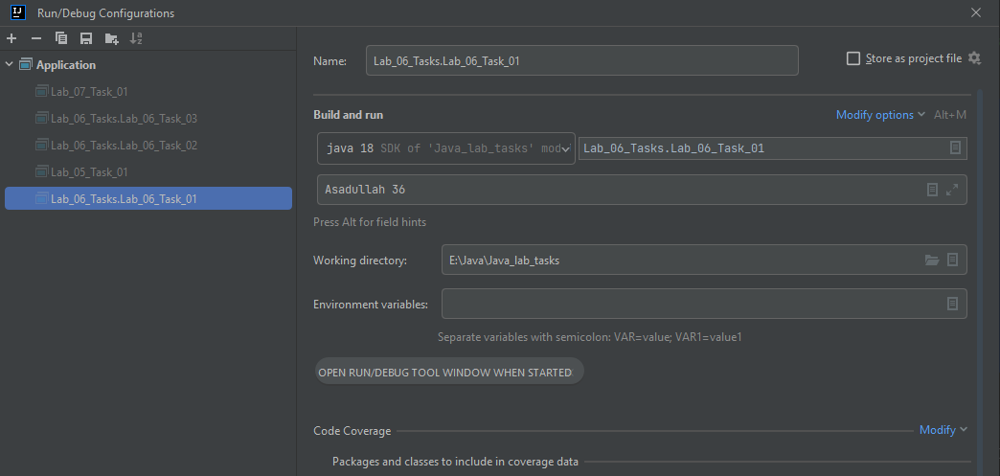 IJ
Run/Debug Configurations
Application
Lab_07_Task_01
Lab_06_Tasks.Lab_06_Task_03
Lab_06_Tasks.Lab_06_Task_02
Lab_05_Task_01
Lab_06_Tasks.Lab_06_Task_01
Name: Lab_06_Tasks.Lab_06_Task_01 Store as project file
Build and run Modify options Alt+M
java 18 SDK of 'Java_lab_tasks' mod Lab_06_Tasks.Lab_06_Task_01
Asadullah 36
Press Alt for field hints
Working directory: E:\Java\Java_lab_tasks
Environment variables:
Separate variables with semicolon: VAR=value; VAR1=value1
OPEN RUN/DEBUG TOOL WINDOW WHEN STARTED
Code Coverage Modify
Packages and classes to include in coverage data